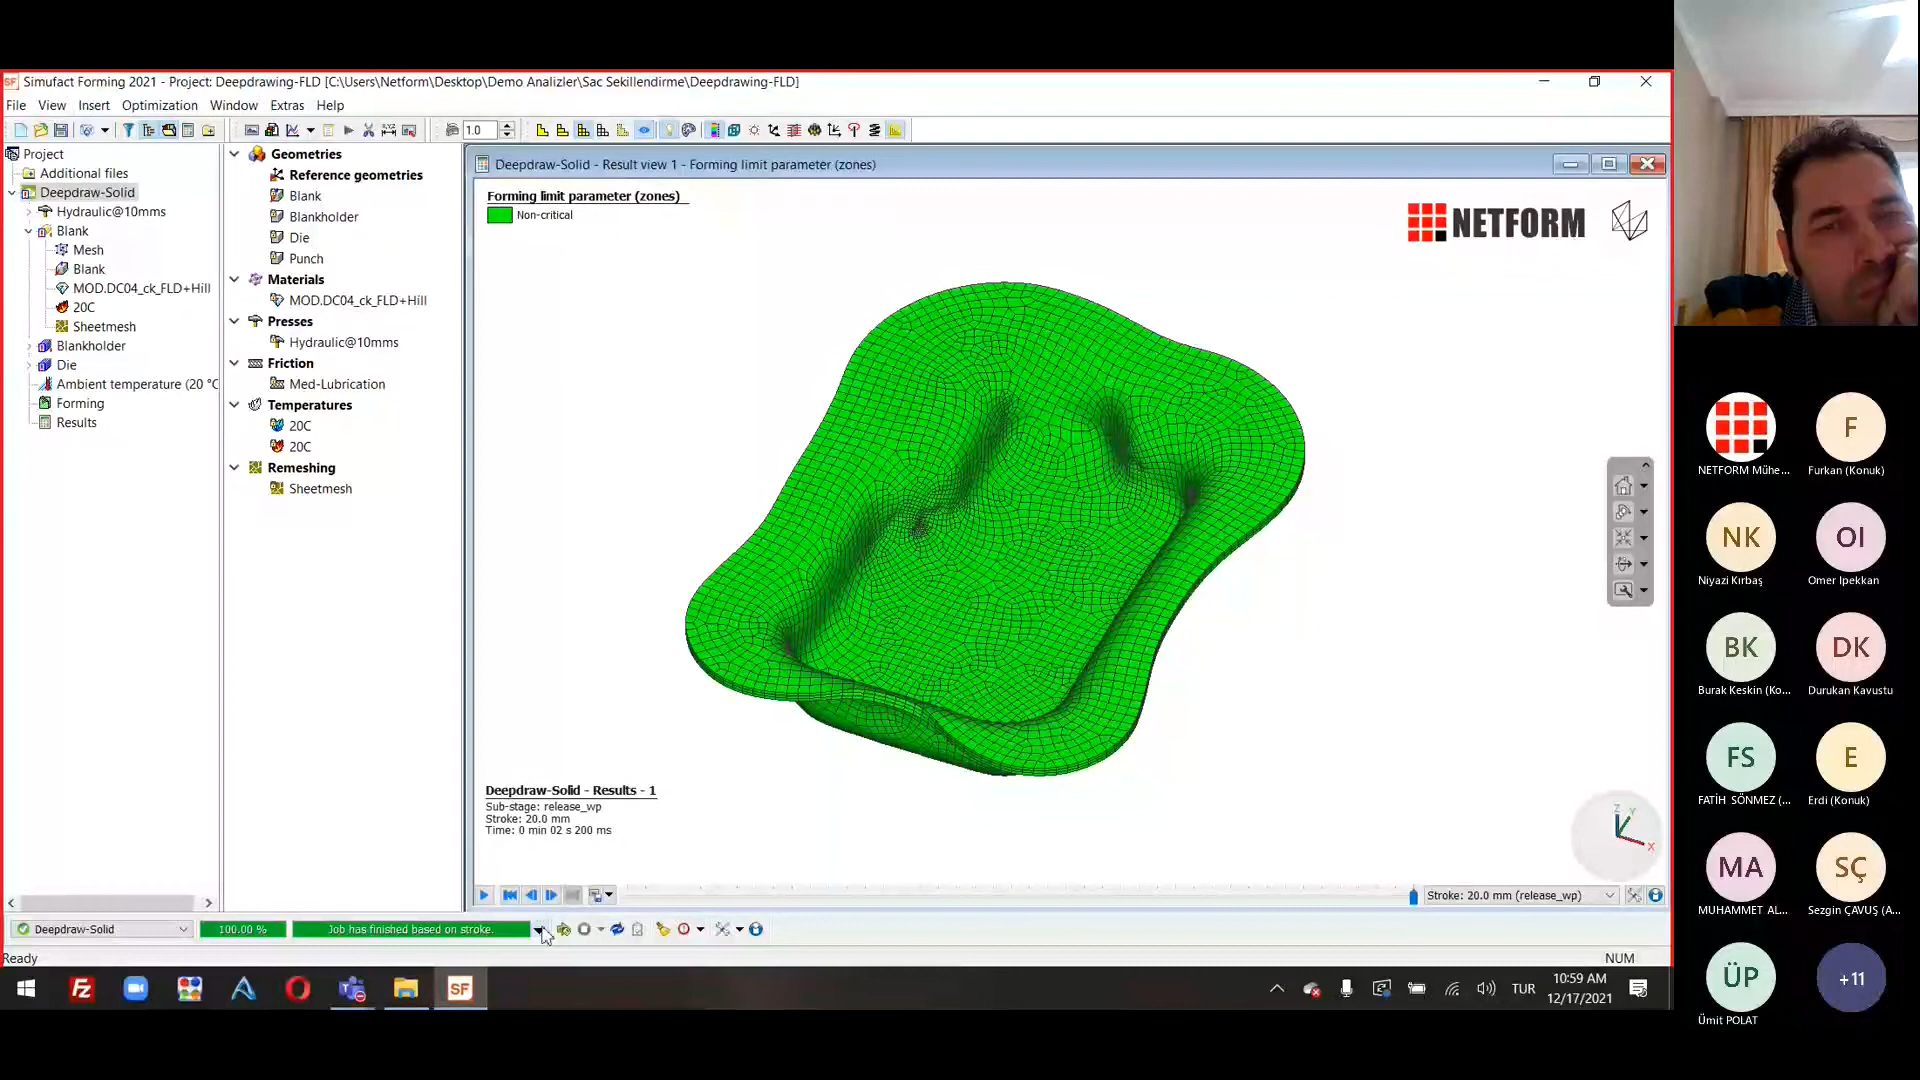 Simufact Forming 2021 - Project: Deepdrawing-FLD [C:\Users\Netform\Desktop\Demo Analizler\Sac Sekillendirme\Deepdrawing-FLD]
File View Insert Optimization Window Extras Help
1.0
Project
Additional files
Deepdraw-Solid
Hydraulic@10mms
Blank
Mesh
Blank
MOD.DC04_ck_FLD+Hill
20C
Sheetmesh
Blankholder
Die
Ambient temperature (20 °C
Forming
Results
Geometries
Reference geometries
Blank
Blankholder
Die
Punch
Materials
MOD.DC04_ck_FLD+Hill
Presses
Hydraulic@10mms
Friction
Med-Lubrication
Temperatures
20C
20C
Remeshing
Sheetmesh
Deepdraw-Solid - Result view 1 - Forming limit parameter (zones)
Forming limit parameter (zones)
Non-critical
NETFORM
Deepdraw-Solid - Results - 1
Sub-stage: release_wp
Stroke: 20.0 mm
Time: 0 min 02 s 200 ms
Z Y X
Stroke: 20.0 mm (release_wp)
Deepdraw-Solid 100.00 % Job has finished based on stroke.
Ready NUM
TUR
10:59 AM
12/17/2021
NETFORM Mühe...
F
Furkan (Konuk)
NK
Niyazi Kırbaş
OI
Omer Ipekkan
BK
Burak Keskin (Ko...
DK
Durukan Kavustu
FS
FATİH SÖNMEZ (...
E
Erdi (Konuk)
MA
MUHAMMET AL...
SÇ
Sezgin ÇAVUŞ (A...
ÜP
Ümit POLAT
+11